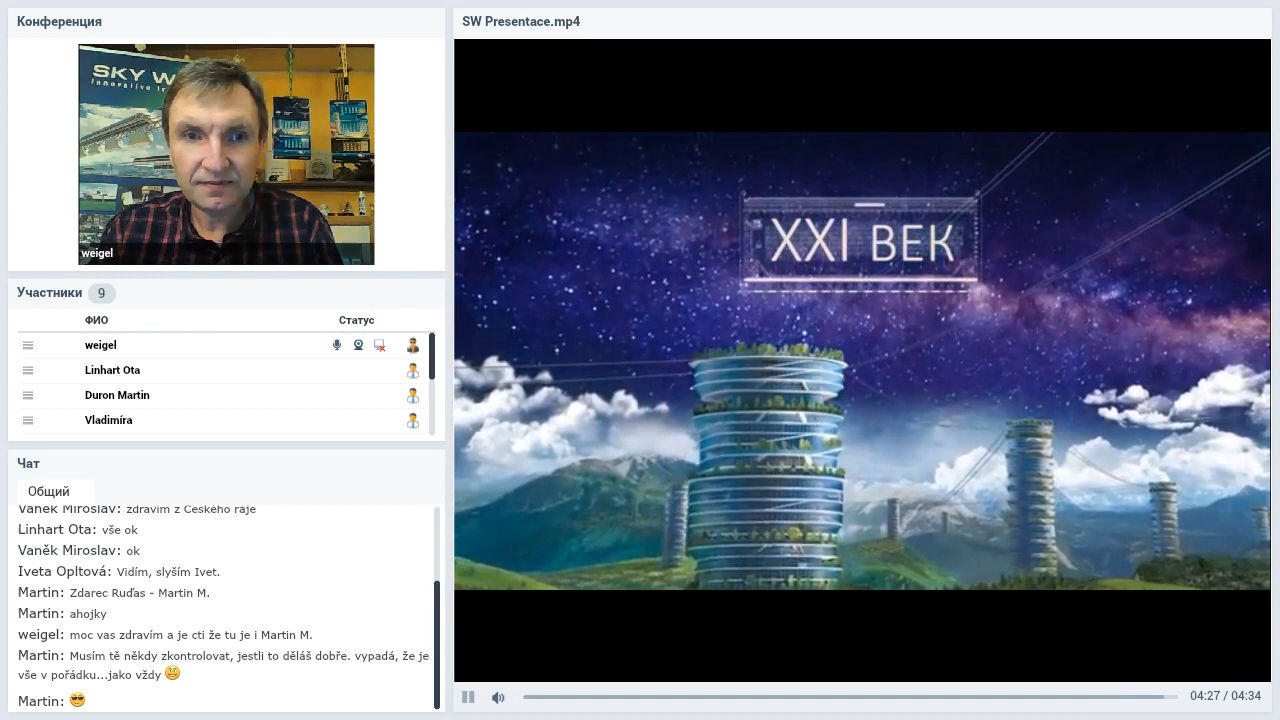 Конференция
SKY W
Innovative tr
weigel
Участники 9
ФИО Статус
weigel
Linhart Ota
Duron Martin
Vladimíra
Чат
Общий
Vaněk Miroslav: zdravím z Českého ráje
Linhart Ota: vše ok
Vaněk Miroslav: ok
Iveta Opltová: Vidím, slyším Ivet.
Martin: Zdarec Ruďas - Martin M.
Martin: ahojky
weigel: moc vas zdravím a je cti že tu je i Martin M.
Martin: Musím tě někdy zkontrolovat, jestli to děláš dobře. vypadá, že je
vše v pořádku...jako vždy
Martin:
SW Presentace.mp4
XXI ВЕК
04:27 / 04:34